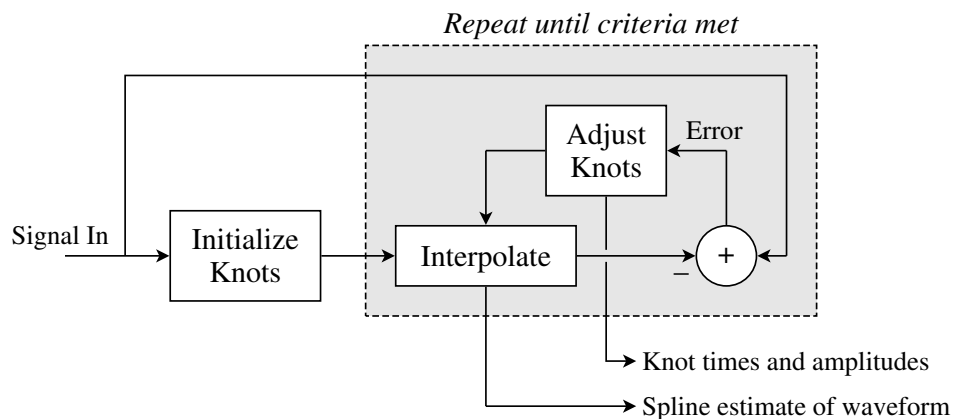 Repeat until criteria met
Adjust
Knots
Error
Signal In
Initialize
Knots
Interpolate
−
+
Knot times and amplitudes
Spline estimate of waveform